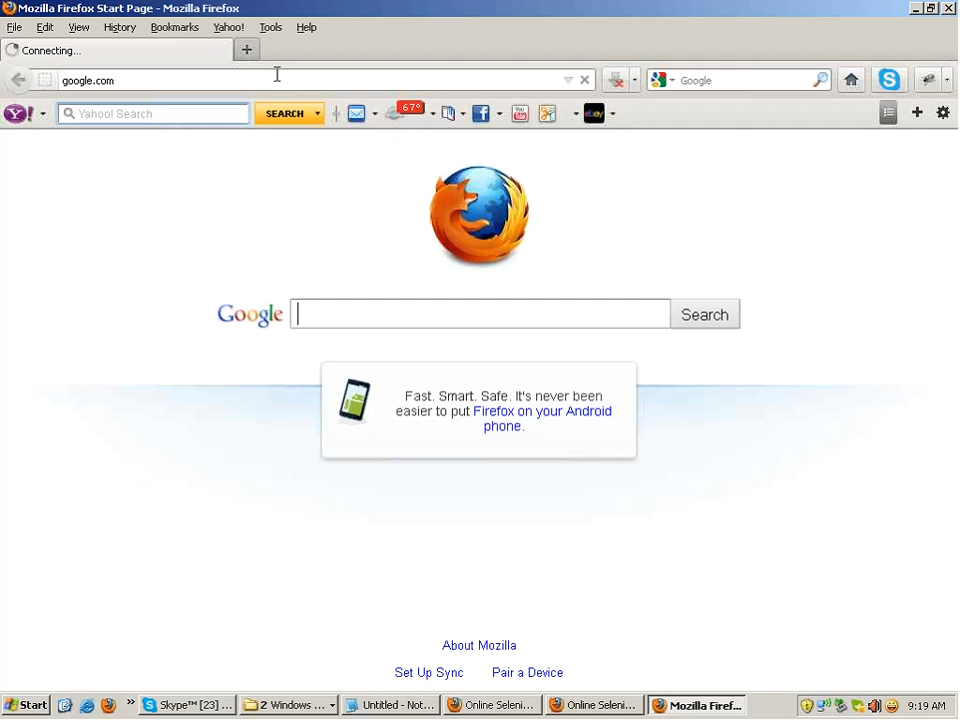 Mozilla Firefox Start Page - Mozilla Firefox
File Edit View History Bookmarks Yahoo! Tools Help
Connecting...
google.com
Google
Y! Yahoo! Search SEARCH 67° You Tube ebay
Google Search
Fast. Smart. Safe. It's never been
easier to put Firefox on your Android
phone.
About Mozilla
Set Up Sync Pair a Device
Start Skype™ [23] ... 2 Windows ... Untitled - Not... Online Seleni... Online Seleni... Mozilla Firef... 9:19 AM